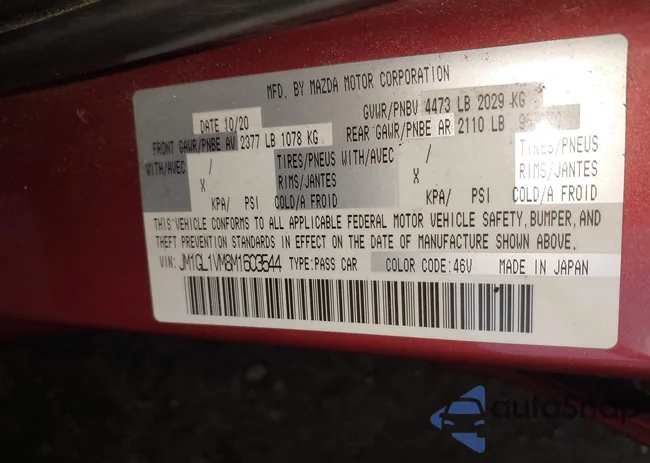 MFD. BY MAZDA MOTOR CORPORATION
GVWR/PNBV 4473 LB 2029 KG
DATE 10/20
FRONT GAWR/PNBE AV 2377 LB 1078 KG REAR GAWR/PNBE AR 2110 LB
WITH/AVEC / TIRES/PNEUS WITH/AVEC / TIRES/PNEUS
X RIMS/JANTES X RIMS/JANTES
KPA/ PSI COLD/A FROID KPA/ PSI COLD/A FROID
THIS VEHICLE CONFORMS TO ALL APPLICABLE FEDERAL MOTOR VEHICLE SAFETY, BUMPER, AND
THEFT PREVENTION STANDARDS IN EFFECT ON THE DATE OF MANUFACTURE SHOWN ABOVE.
VIN: JM1GL1VM8M1603544 TYPE:PASS CAR COLOR CODE:46V MADE IN JAPAN
autoSnap